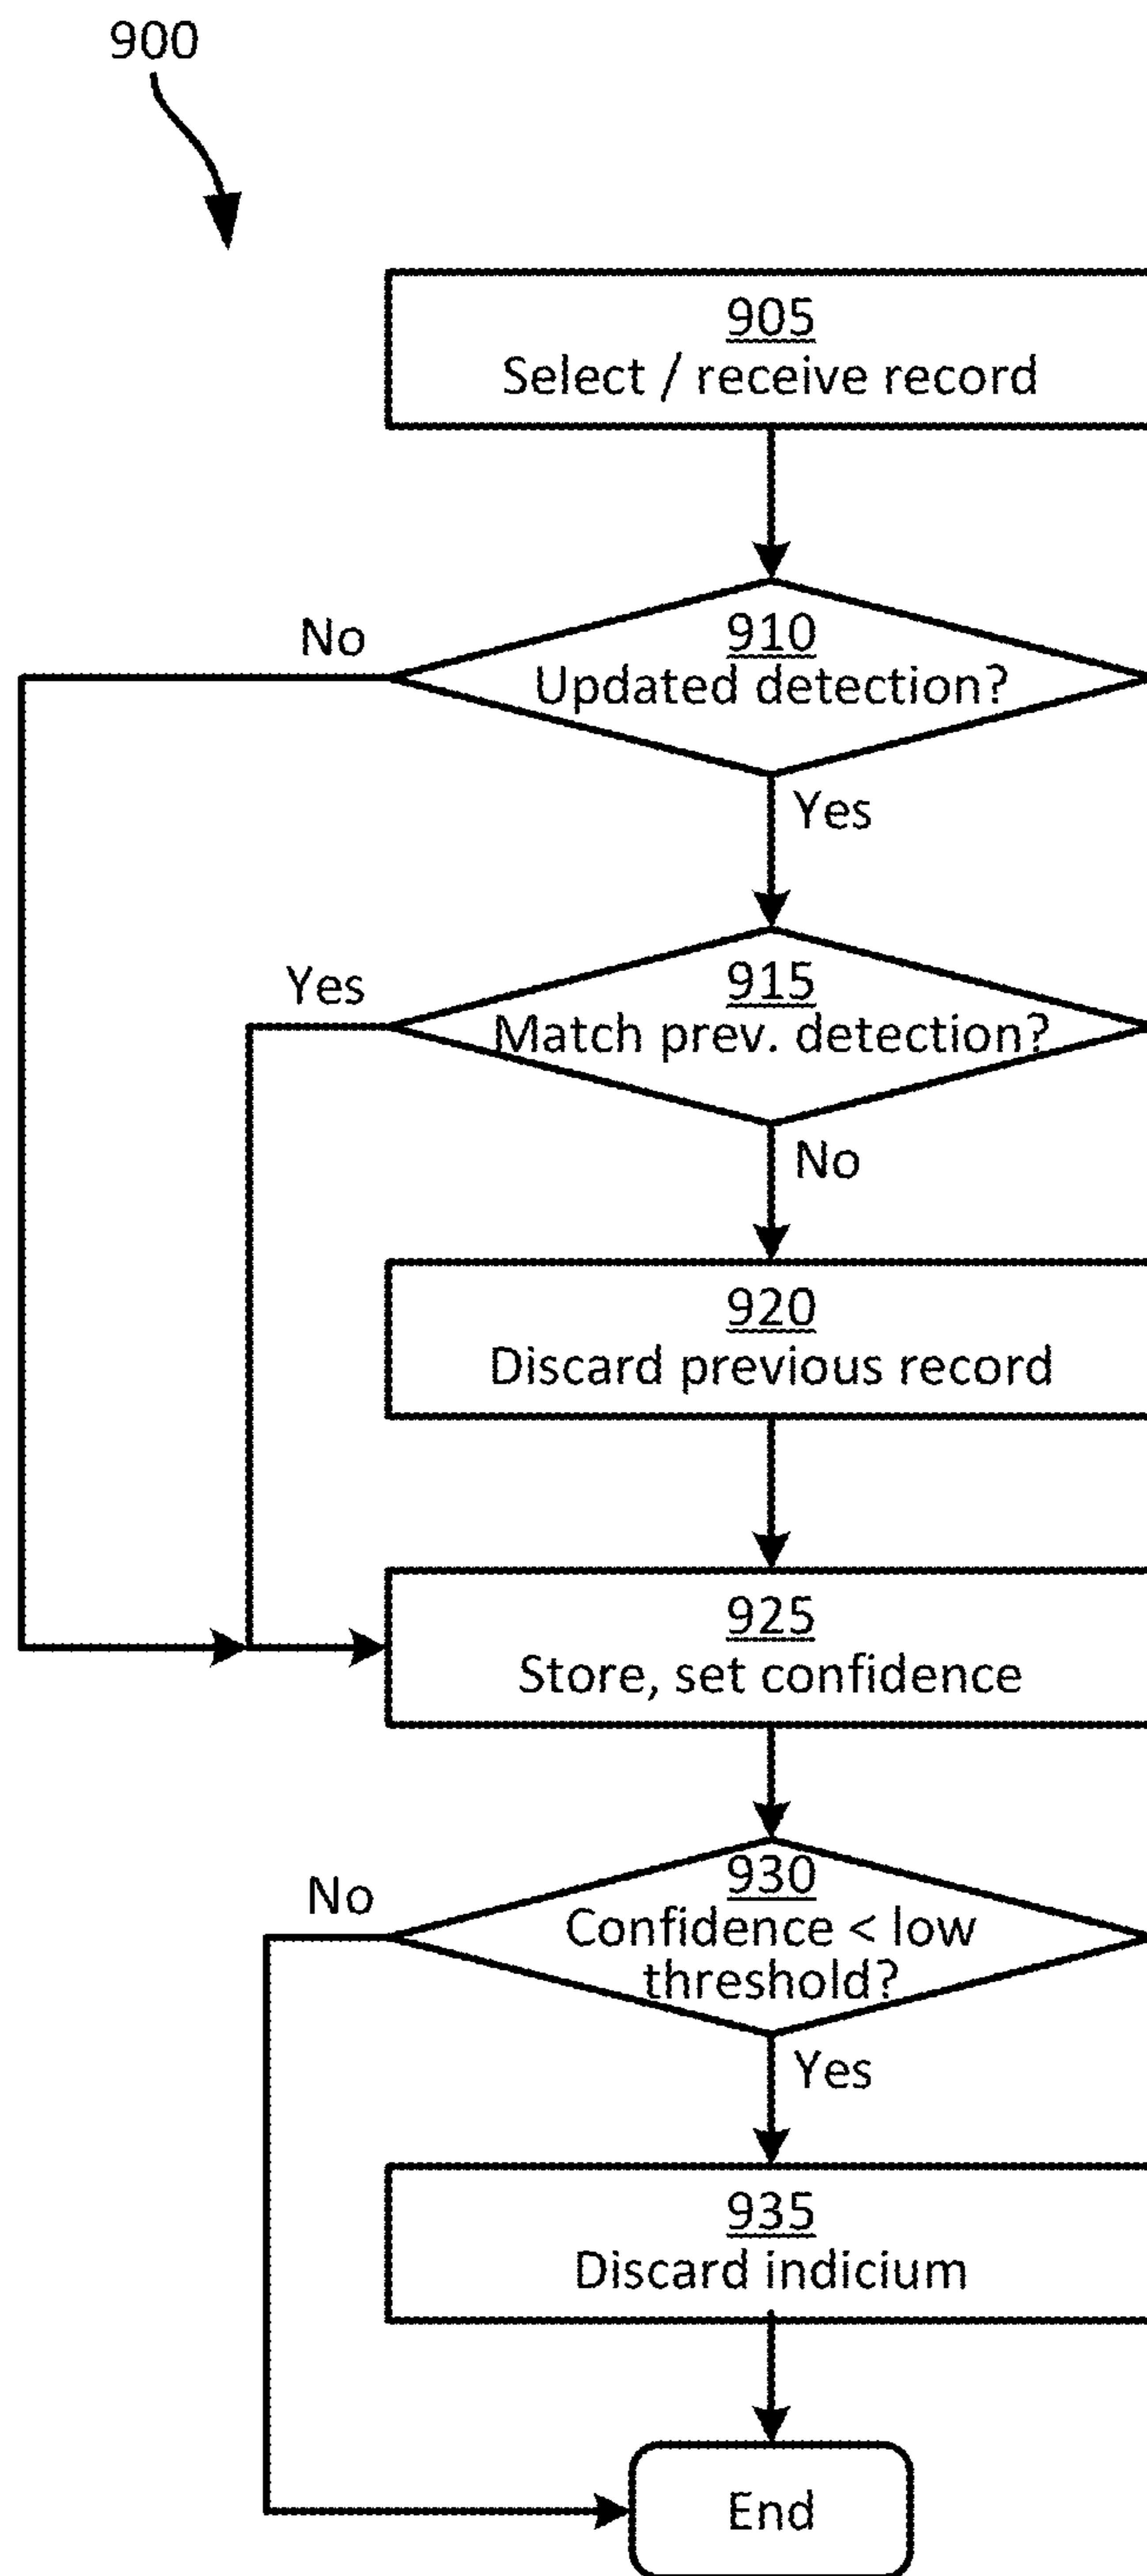 900
905
Select / receive record
No
910
Updated detection?
Yes
Yes
915
Match prev. detection?
No
920
Discard previous record
925
Store, set confidence
No
930
Confidence < low
threshold?
Yes
935
Discard indicium
End